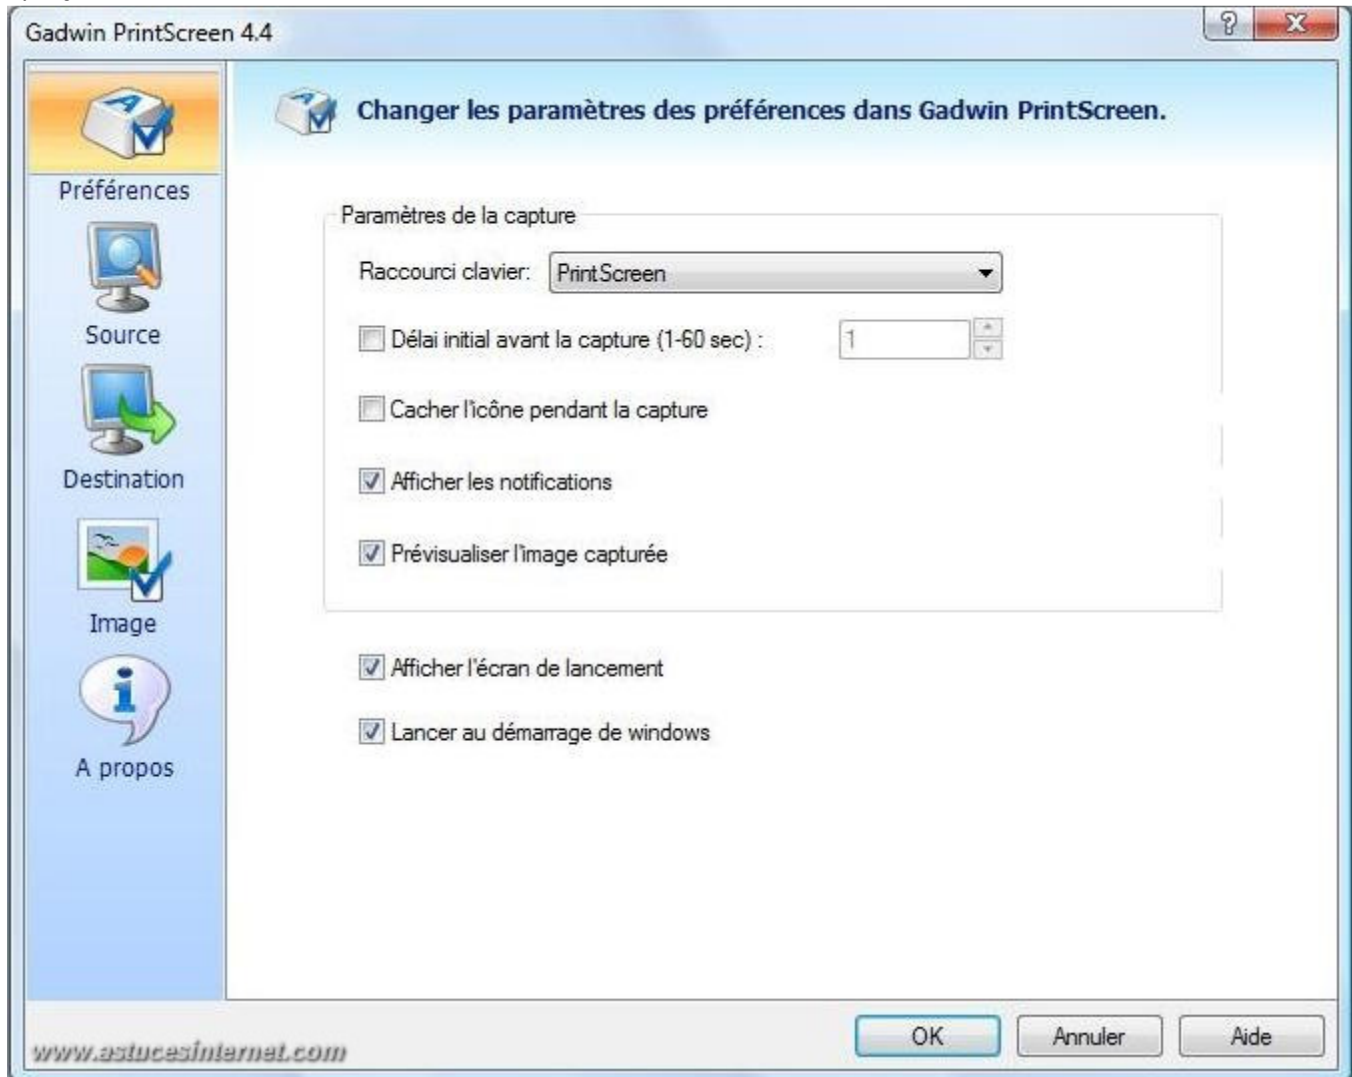 Gadwin PrintScreen 4.4
Changer les paramètres des préférences dans Gadwin PrintScreen.
Préférences
Source
Destination
Image
A propos
Paramètres de la capture
Raccourci clavier: PrintScreen
Délai initial avant la capture (1-60 sec) : 1
Cacher l'icône pendant la capture
Afficher les notifications
Prévisualiser l'image capturée
Afficher l'écran de lancement
Lancer au démarrage de windows
OK Annuler Aide
www.astucesinternet.com